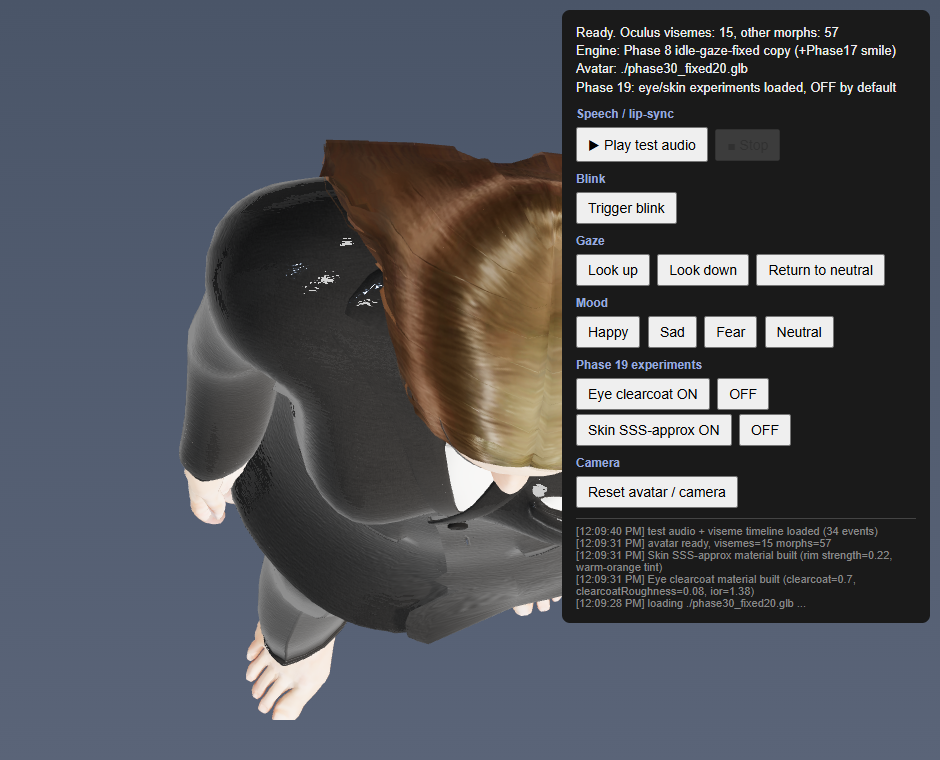 Ready. Oculus visemes: 15, other morphs: 57
Engine: Phase 8 idle-gaze-fixed copy (+Phase17 smile)
Avatar: ./phase30_fixed20.glb
Phase 19: eye/skin experiments loaded, OFF by default
Speech / lip-sync
▶ Play test audio ■ Stop
Blink
Trigger blink
Gaze
Look up Look down Return to neutral
Mood
Happy Sad Fear Neutral
Phase 19 experiments
Eye clearcoat ON OFF
Skin SSS-approx ON OFF
Camera
Reset avatar / camera
[12:09:40 PM] test audio + viseme timeline loaded (34 events)
[12:09:31 PM] avatar ready, visemes=15 morphs=57
[12:09:31 PM] Skin SSS-approx material built (rim strength=0.22,
warm-orange tint)
[12:09:31 PM] Eye clearcoat material built (clearcoat=0.7,
clearcoatRoughness=0.08, ior=1.38)
[12:09:28 PM] loading ./phase30_fixed20.glb ...